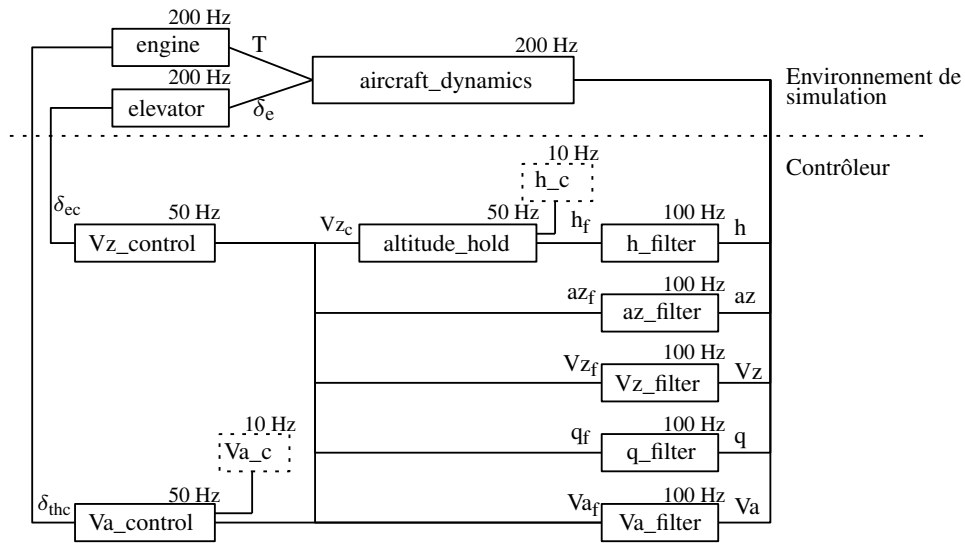 200 Hz
engine
T
200 Hz
aircraft_dynamics
200 Hz
elevator
δe
Environnement de
simulation
Contrôleur
10 Hz
h_c
δec
50 Hz
Vz_control
Vzc
50 Hz
altitude_hold
hf
100 Hz
h_filter
h
azf
100 Hz
az_filter
az
Vzf
100 Hz
Vz_filter
Vz
10 Hz
Va_c
qf
100 Hz
q_filter
q
δthc
50 Hz
Va_control
Vaf
100 Hz
Va_filter
Va